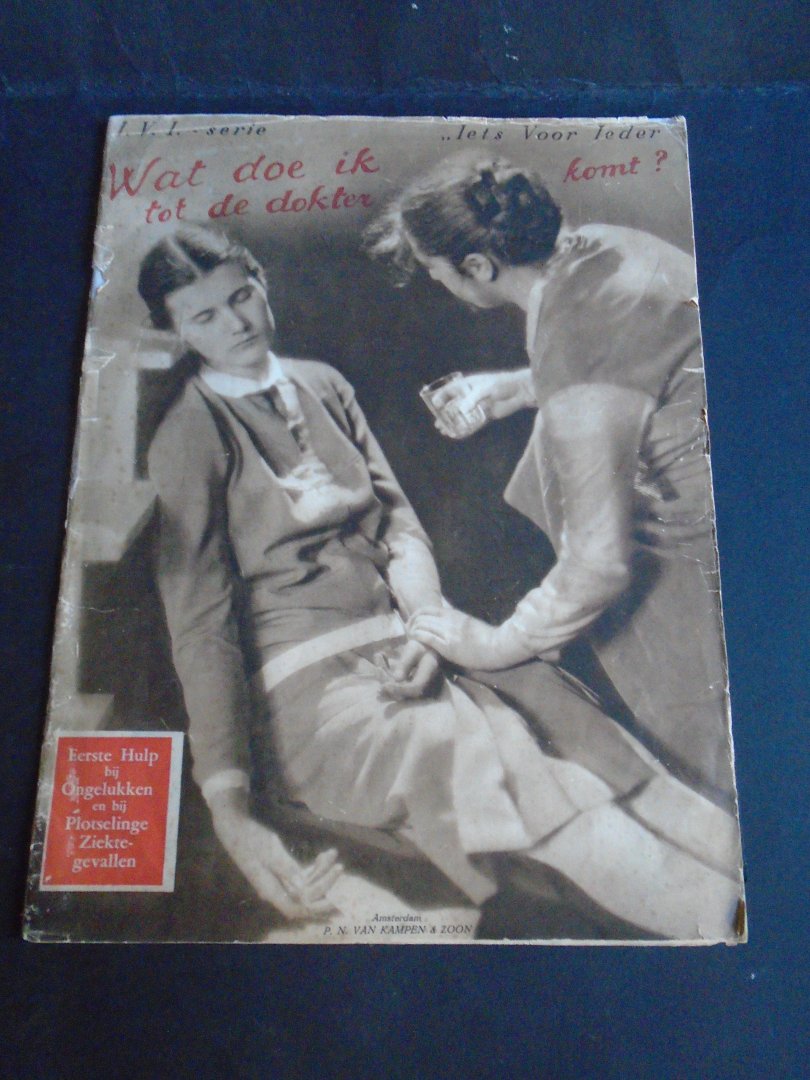 I.V.I.-serie „Iets Voor Ieder
Wat doe ik komt?
tot de dokter
Eerste Hulp
bij
Ongelukken
en bij
Plotselinge
Ziekte-
gevallen
Amsterdam
P. N. VAN KAMPEN & ZOON